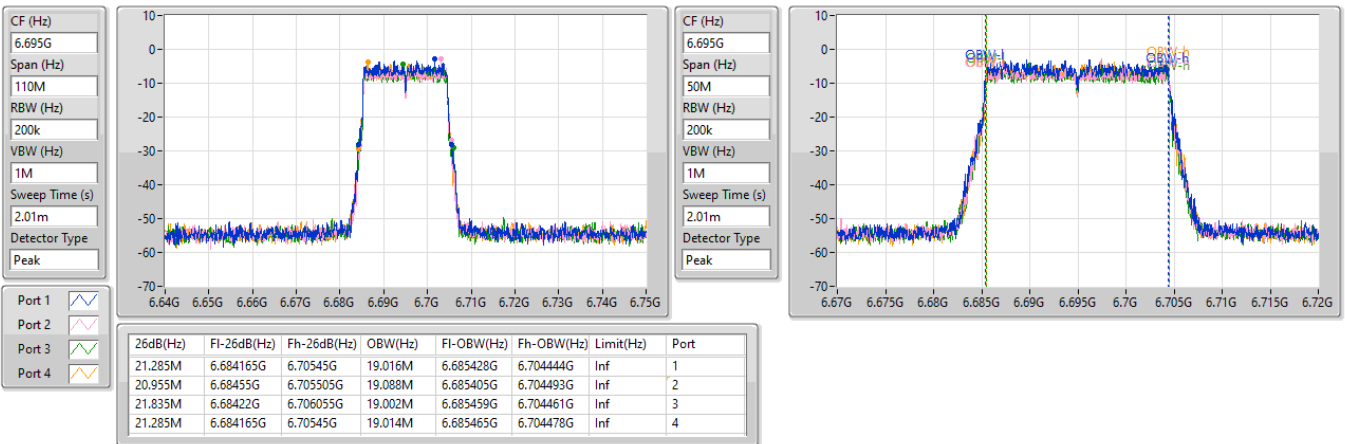 CF (Hz)
6.695G
Span (Hz)
110M
RBW (Hz)
200k
VBW (Hz)
1M
Sweep Time (s)
2.01m
Detector Type
Peak
10
0
-10
-20
-30
-40
-50
-60
-70
6.64G 6.65G 6.66G 6.67G 6.68G 6.69G 6.7G 6.71G 6.72G 6.73G 6.74G 6.75G
CF (Hz)
6.695G
Span (Hz)
50M
RBW (Hz)
200k
VBW (Hz)
1M
Sweep Time (s)
2.01m
Detector Type
Peak
10
0
-10
-20
-30
-40
-50
-60
-70
OBW-l
OBW-h
OBW-h
6.67G 6.675G 6.68G 6.685G 6.69G 6.695G 6.7G 6.705G 6.71G 6.715G 6.72G
Port 1
Port 2
Port 3
Port 4
26dB(Hz) Fl-26dB(Hz) Fh-26dB(Hz) OBW(Hz) Fl-OBW(Hz) Fh-OBW(Hz) Limit(Hz) Port
21.285M 6.684165G 6.70545G 19.016M 6.685428G 6.704444G Inf 1
20.955M 6.68455G 6.705505G 19.088M 6.685405G 6.704493G Inf 2
21.835M 6.68422G 6.706055G 19.002M 6.685459G 6.704461G Inf 3
21.285M 6.684165G 6.70545G 19.014M 6.685465G 6.704478G Inf 4